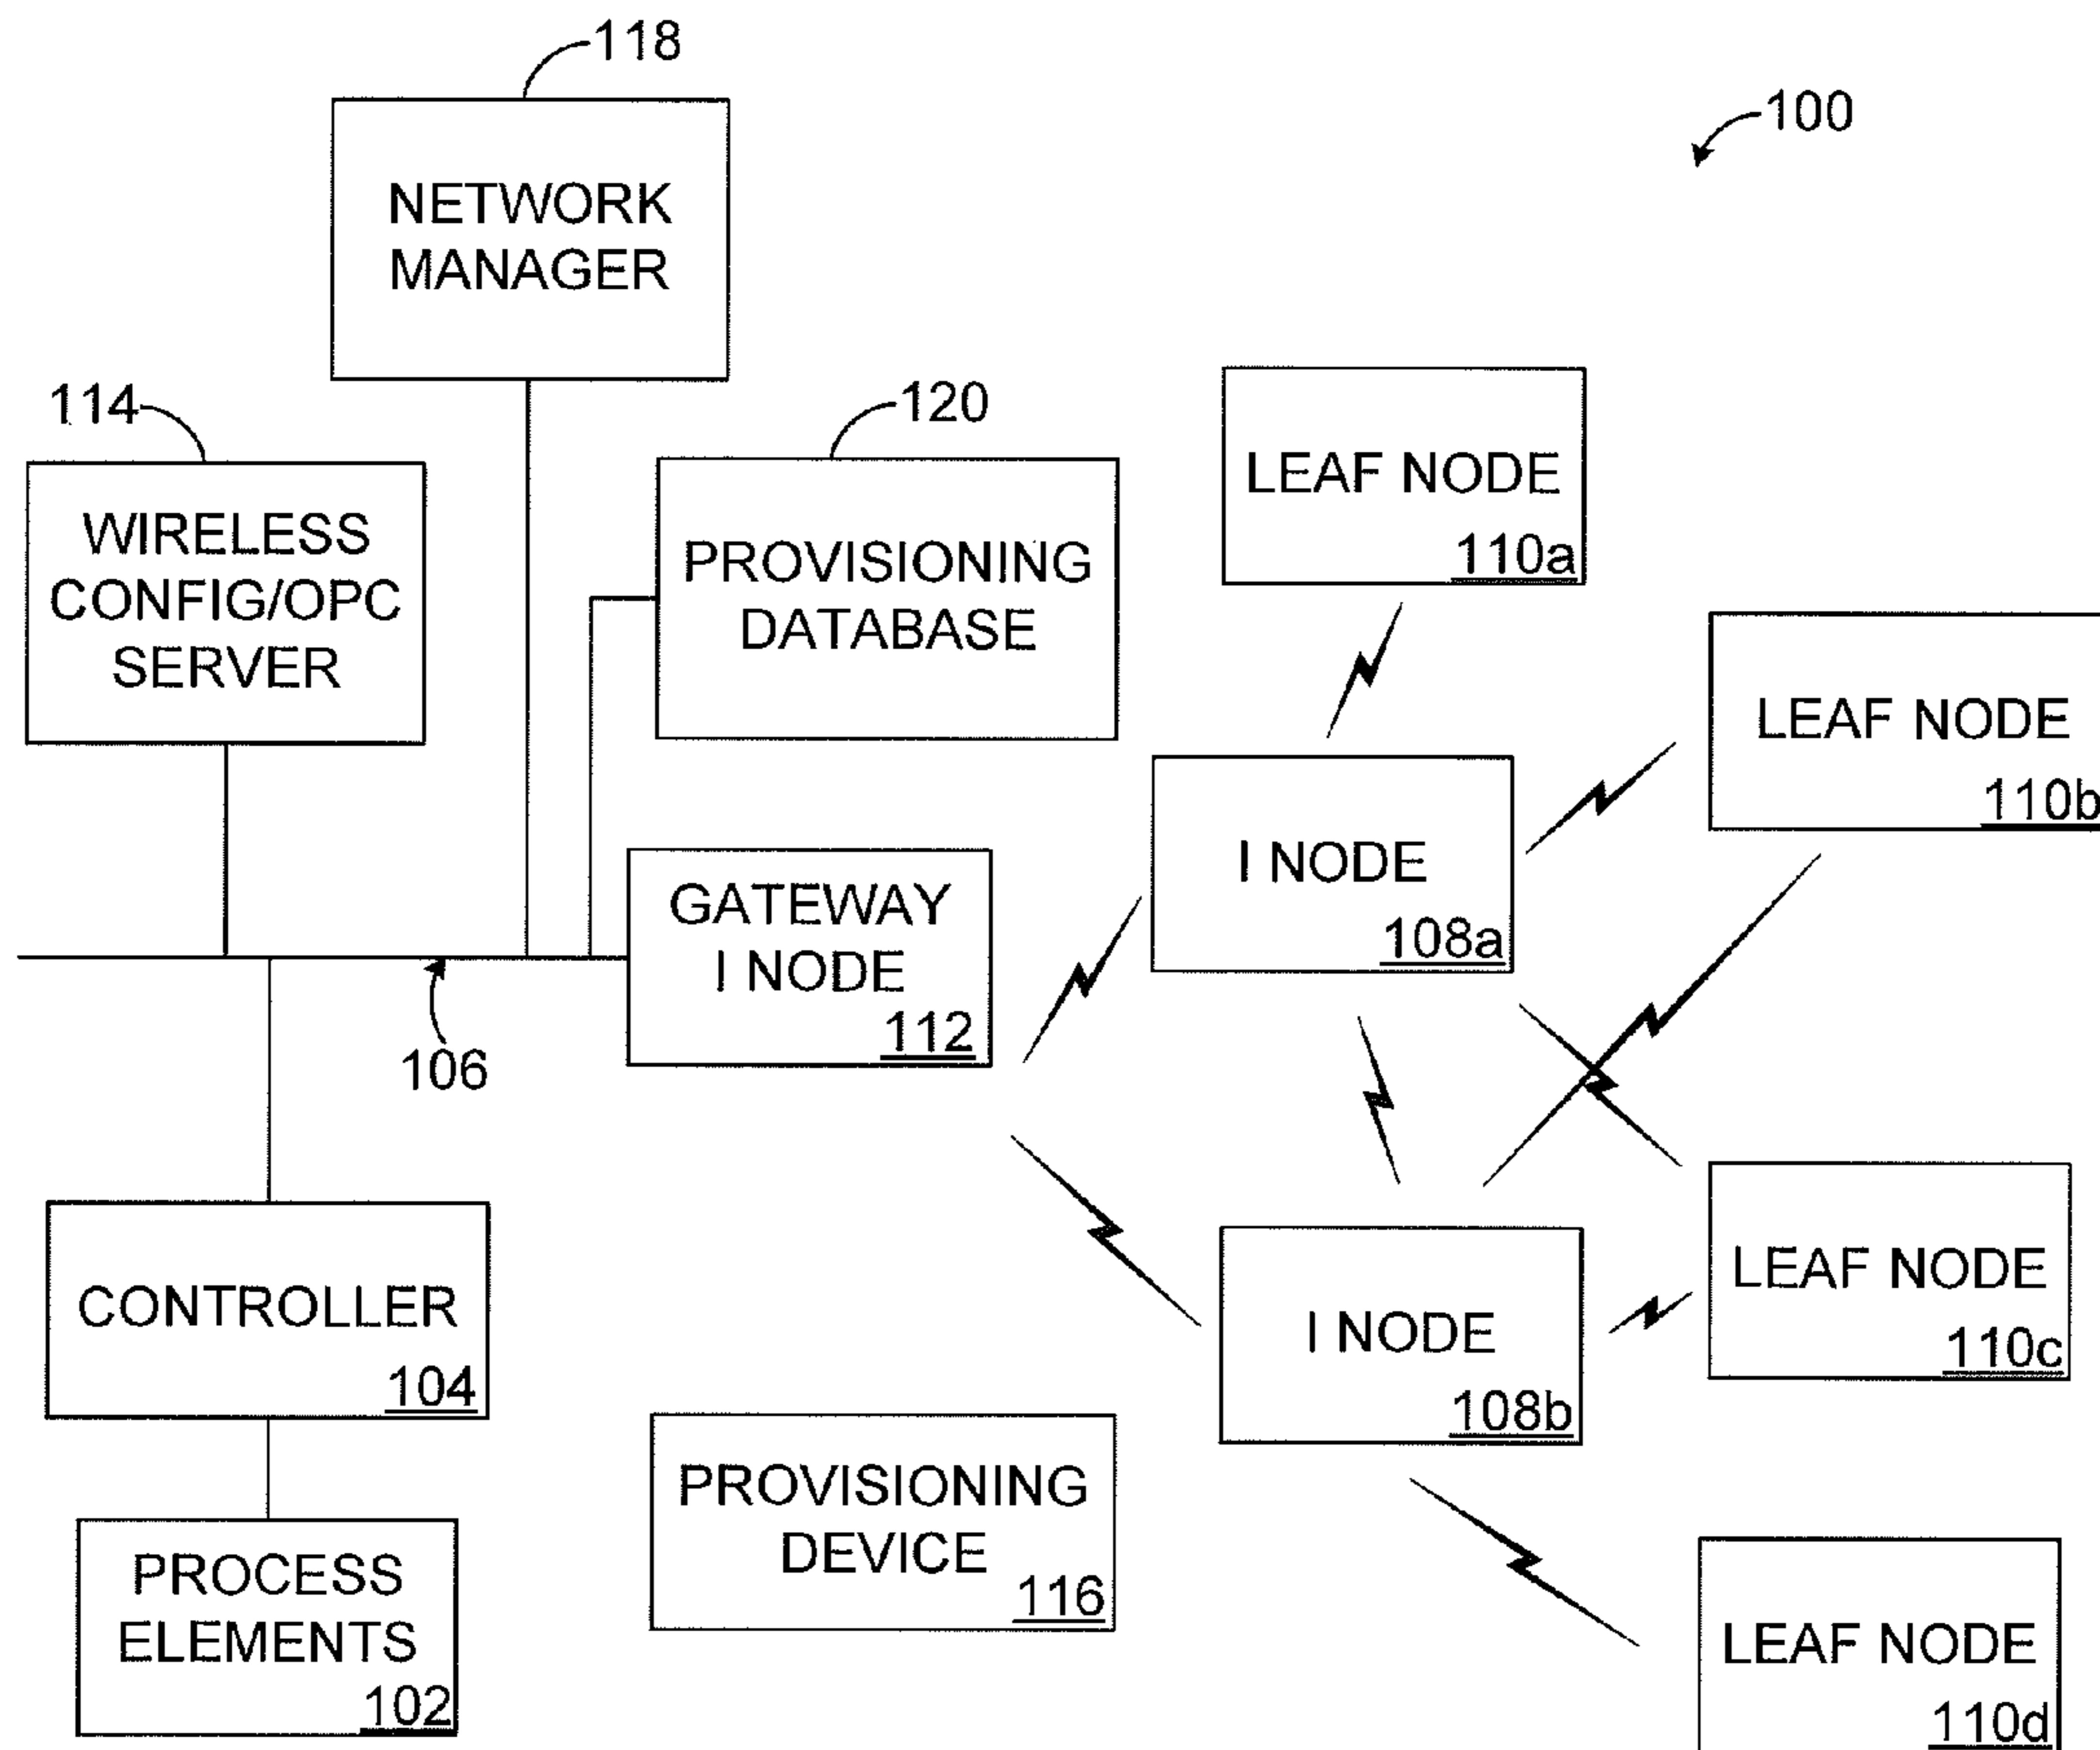 118
NETWORK
MANAGER
100
114
WIRELESS
CONFIG/OPC
SERVER
120
PROVISIONING
DATABASE
LEAF NODE
110a
LEAF NODE
110b
I NODE
108a
GATEWAY
I NODE
112
106
CONTROLLER
104
PROCESS
ELEMENTS
102
PROVISIONING
DEVICE
116
I NODE
108b
LEAF NODE
110c
LEAF NODE
110d